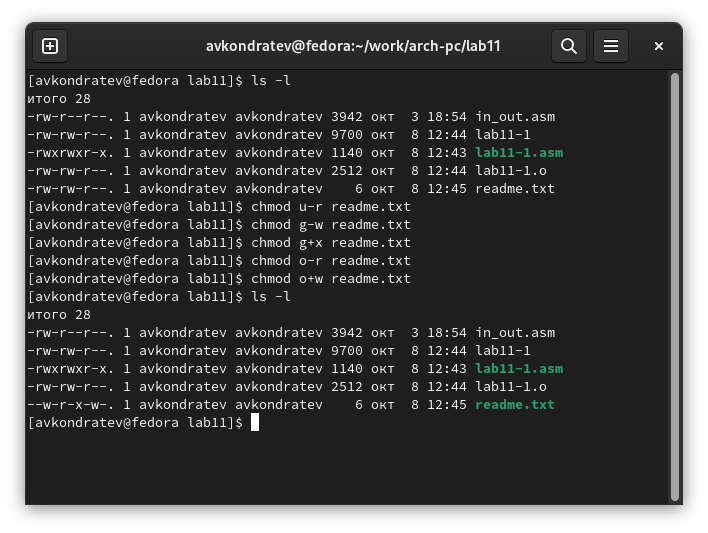 avkondratev@fedora:~/work/arch-pc/lab11
[avkondratev@fedora lab11]$ ls -l
итого 28
-rw-r--r--. 1 avkondratev avkondratev 3942 окт  3 18:54 in_out.asm
-rw-rw-r--. 1 avkondratev avkondratev 9700 окт  8 12:44 lab11-1
-rwxrwxr-x. 1 avkondratev avkondratev 1140 окт  8 12:43 lab11-1.asm
-rw-rw-r--. 1 avkondratev avkondratev 2512 окт  8 12:44 lab11-1.o
-rw-rw-r--. 1 avkondratev avkondratev    6 окт  8 12:45 readme.txt
[avkondratev@fedora lab11]$ chmod u-r readme.txt
[avkondratev@fedora lab11]$ chmod g-w readme.txt
[avkondratev@fedora lab11]$ chmod g+x readme.txt
[avkondratev@fedora lab11]$ chmod o-r readme.txt
[avkondratev@fedora lab11]$ chmod o+w readme.txt
[avkondratev@fedora lab11]$ ls -l
итого 28
-rw-r--r--. 1 avkondratev avkondratev 3942 окт  3 18:54 in_out.asm
-rw-rw-r--. 1 avkondratev avkondratev 9700 окт  8 12:44 lab11-1
-rwxrwxr-x. 1 avkondratev avkondratev 1140 окт  8 12:43 lab11-1.asm
-rw-rw-r--. 1 avkondratev avkondratev 2512 окт  8 12:44 lab11-1.o
--w-r-x-w-. 1 avkondratev avkondratev    6 окт  8 12:45 readme.txt
[avkondratev@fedora lab11]$